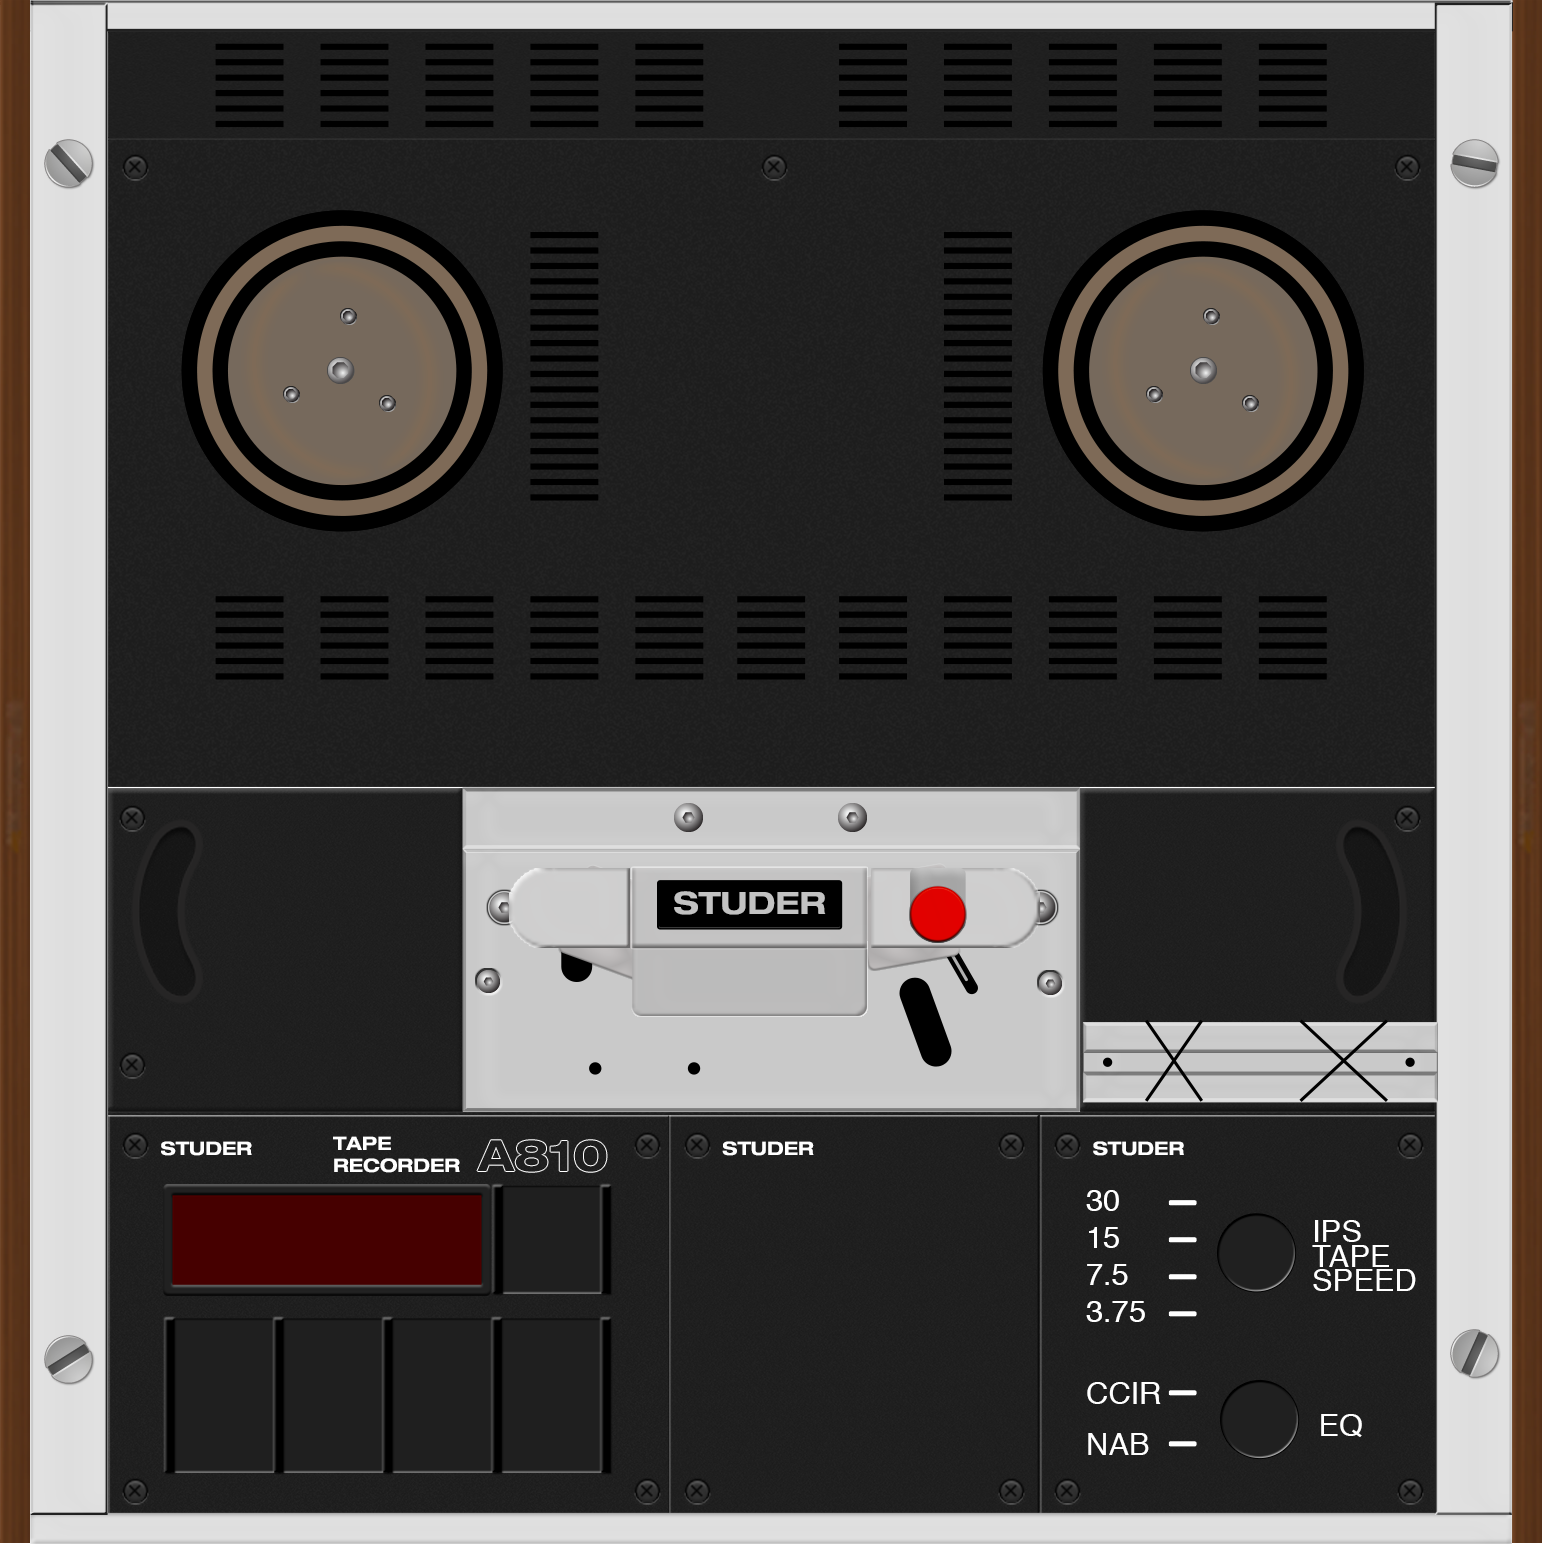 STUDER
STUDER
TAPE
RECORDER
A810
STUDER
STUDER
30
15
7.5
3.75
IPS
TAPE
SPEED
CCIR
NAB
EQ